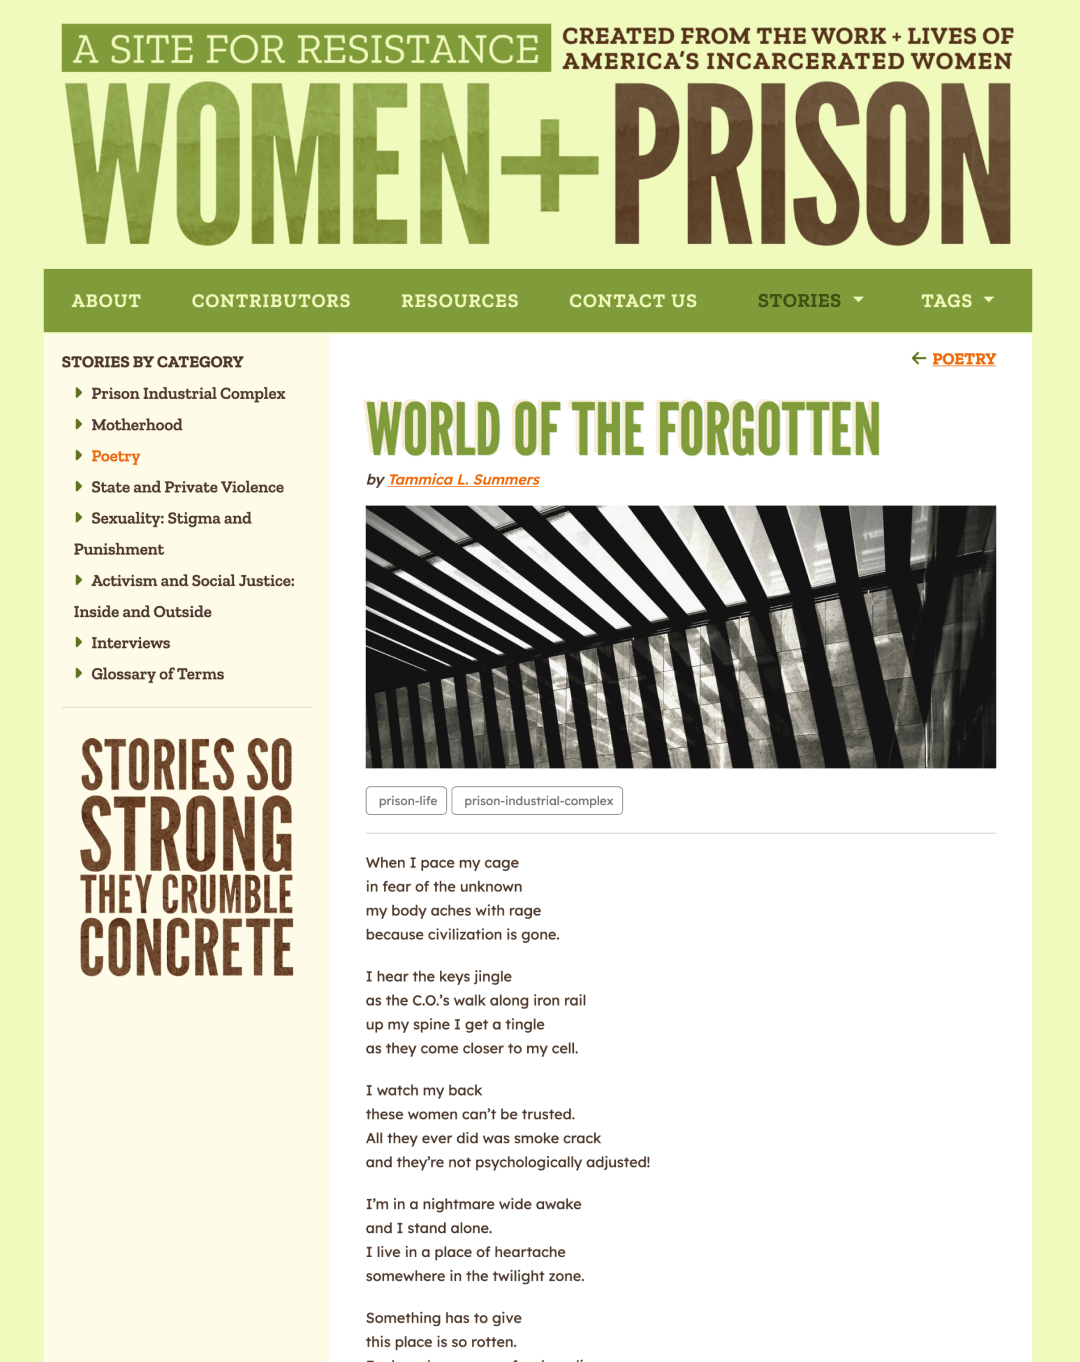 A SITE FOR RESISTANCE
CREATED FROM THE WORK + LIVES OF
AMERICA'S INCARCERATED WOMEN
WOMEN+PRISON
ABOUT CONTRIBUTORS RESOURCES CONTACT US STORIES TAGS
STORIES BY CATEGORY
Prison Industrial Complex
Motherhood
Poetry
State and Private Violence
Sexuality: Stigma and
Punishment
Activism and Social Justice:
Inside and Outside
Interviews
Glossary of Terms
STORIES SO
STRONG
THEY CRUMBLE
CONCRETE
← POETRY
WORLD OF THE FORGOTTEN
by Tammica L. Summers
prison-life prison-industrial-complex
When I pace my cage
in fear of the unknown
my body aches with rage
because civilization is gone.
I hear the keys jingle
as the C.O.’s walk along iron rail
up my spine I get a tingle
as they come closer to my cell.
I watch my back
these women can’t be trusted.
All they ever did was smoke crack
and they’re not psychologically adjusted!
I’m in a nightmare wide awake
and I stand alone.
I live in a place of heartache
somewhere in the twilight zone.
Something has to give
this place is so rotten.